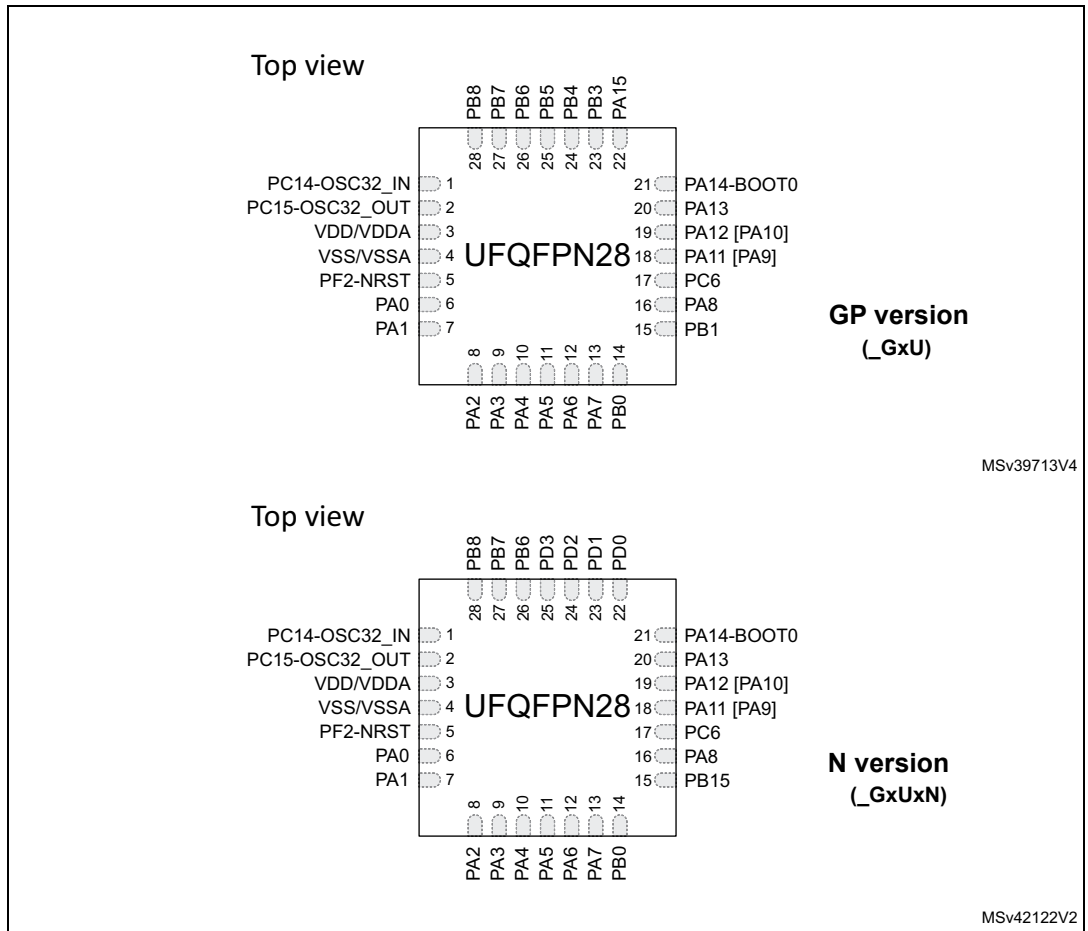 Top view
PB8 PB7 PB6 PB5 PB4 PB3 PA15
28 27 26 25 24 23 22
PC14-OSC32_IN 1 21 PA14-BOOT0
PC15-OSC32_OUT 2 20 PA13
VDD/VDDA 3 19 PA12 [PA10]
VSS/VSSA 4 UFQFPN28 18 PA11 [PA9]
PF2-NRST 5 17 PC6
PA0 6 16 PA8
PA1 7 15 PB1
8 9 10 11 12 13 14
PA2 PA3 PA4 PA5 PA6 PA7 PB0
GP version
(_GxU)
MSv39713V4
Top view
PB8 PB7 PB6 PD3 PD2 PD1 PD0
28 27 26 25 24 23 22
PC14-OSC32_IN 1 21 PA14-BOOT0
PC15-OSC32_OUT 2 20 PA13
VDD/VDDA 3 19 PA12 [PA10]
VSS/VSSA 4 UFQFPN28 18 PA11 [PA9]
PF2-NRST 5 17 PC6
PA0 6 16 PA8
PA1 7 15 PB15
8 9 10 11 12 13 14
PA2 PA3 PA4 PA5 PA6 PA7 PB0
N version
(_GxUxN)
MSv42122V2